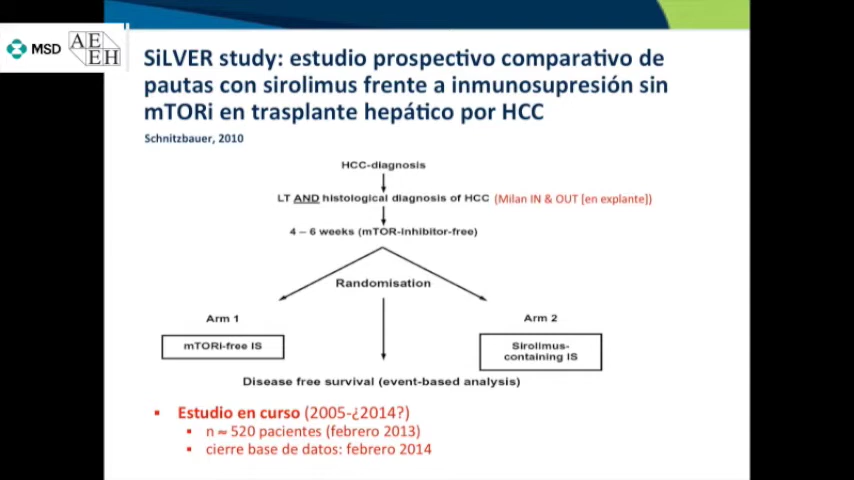 MSD
AE
EH
SiLVER study: estudio prospectivo comparativo de
pautas con sirolimus frente a inmunosupresión sin
mTORi en trasplante hepático por HCC
Schnitzbauer, 2010
HCC-diagnosis
LT AND histological diagnosis of HCC (Milan IN & OUT [en explante])
4 – 6 weeks (mTOR-Inhibitor-free)
Randomisation
Arm 1
Arm 2
mTORi-free IS
Sirolimus-
containing IS
Disease free survival (event-based analysis)
▪ Estudio en curso (2005-¿2014?)
▪ n ≈ 520 pacientes (febrero 2013)
▪ cierre base de datos: febrero 2014